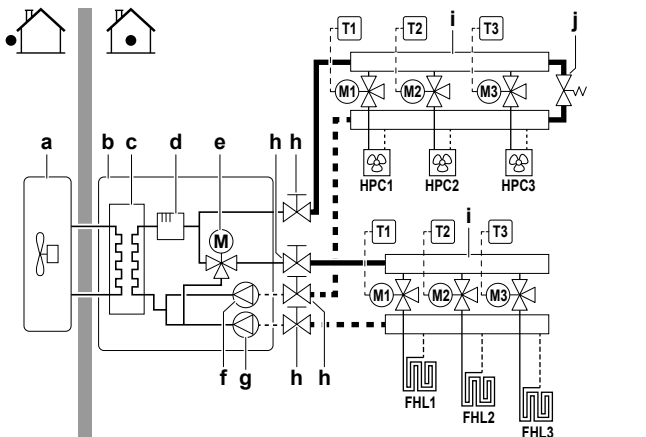 T1 T2 T3 i j
M1 M2 M3
a b c d e h h
HPC1 HPC2 HPC3
M
h
i
T1 T2 T3
M1 M2 M3
f g h h
FHL1 FHL2 FHL3